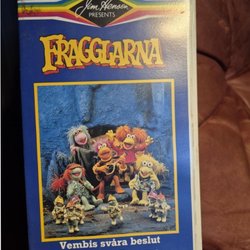 Jim Henson
PRESENTS
FRAGGLARNA
Vembis svåra beslut